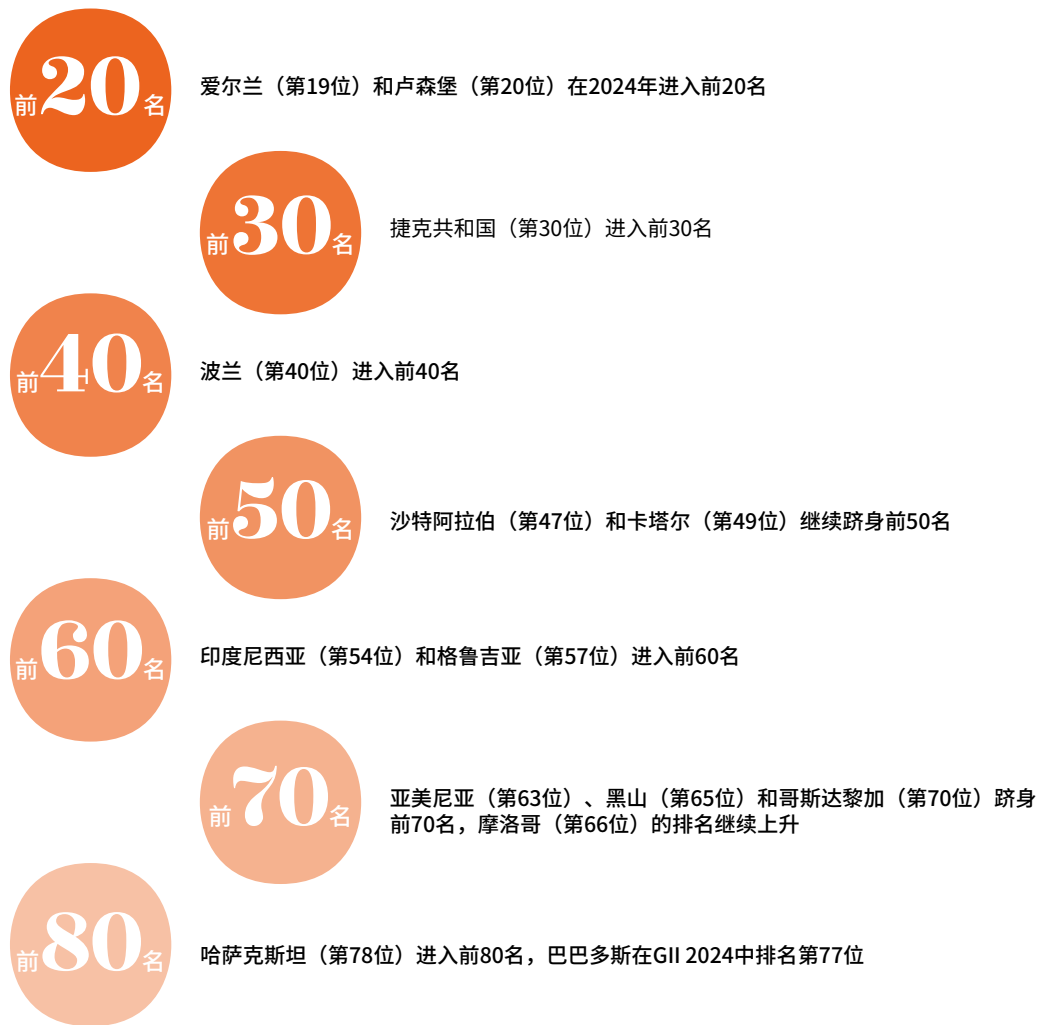 前20名
爱尔兰（第19位）和卢森堡（第20位）在2024年进入前20名
前30名
捷克共和国（第30位）进入前30名
前40名
波兰（第40位）进入前40名
前50名
沙特阿拉伯（第47位）和卡塔尔（第49位）继续跻身前50名
前60名
印度尼西亚（第54位）和格鲁吉亚（第57位）进入前60名
前70名
亚美尼亚（第63位）、黑山（第65位）和哥斯达黎加（第70位）跻身
前70名，摩洛哥（第66位）的排名继续上升
前80名
哈萨克斯坦（第78位）进入前80名，巴巴多斯在GII 2024中排名第77位